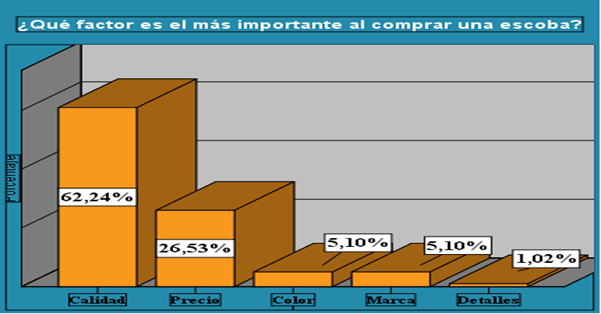 ¿Qué factor es el más importante al comprar una escoba?
Porcentaje
62,24%
26,53%
5,10%
5,10%
1,02%
Calidad
Precio
Color
Marca
Detalles